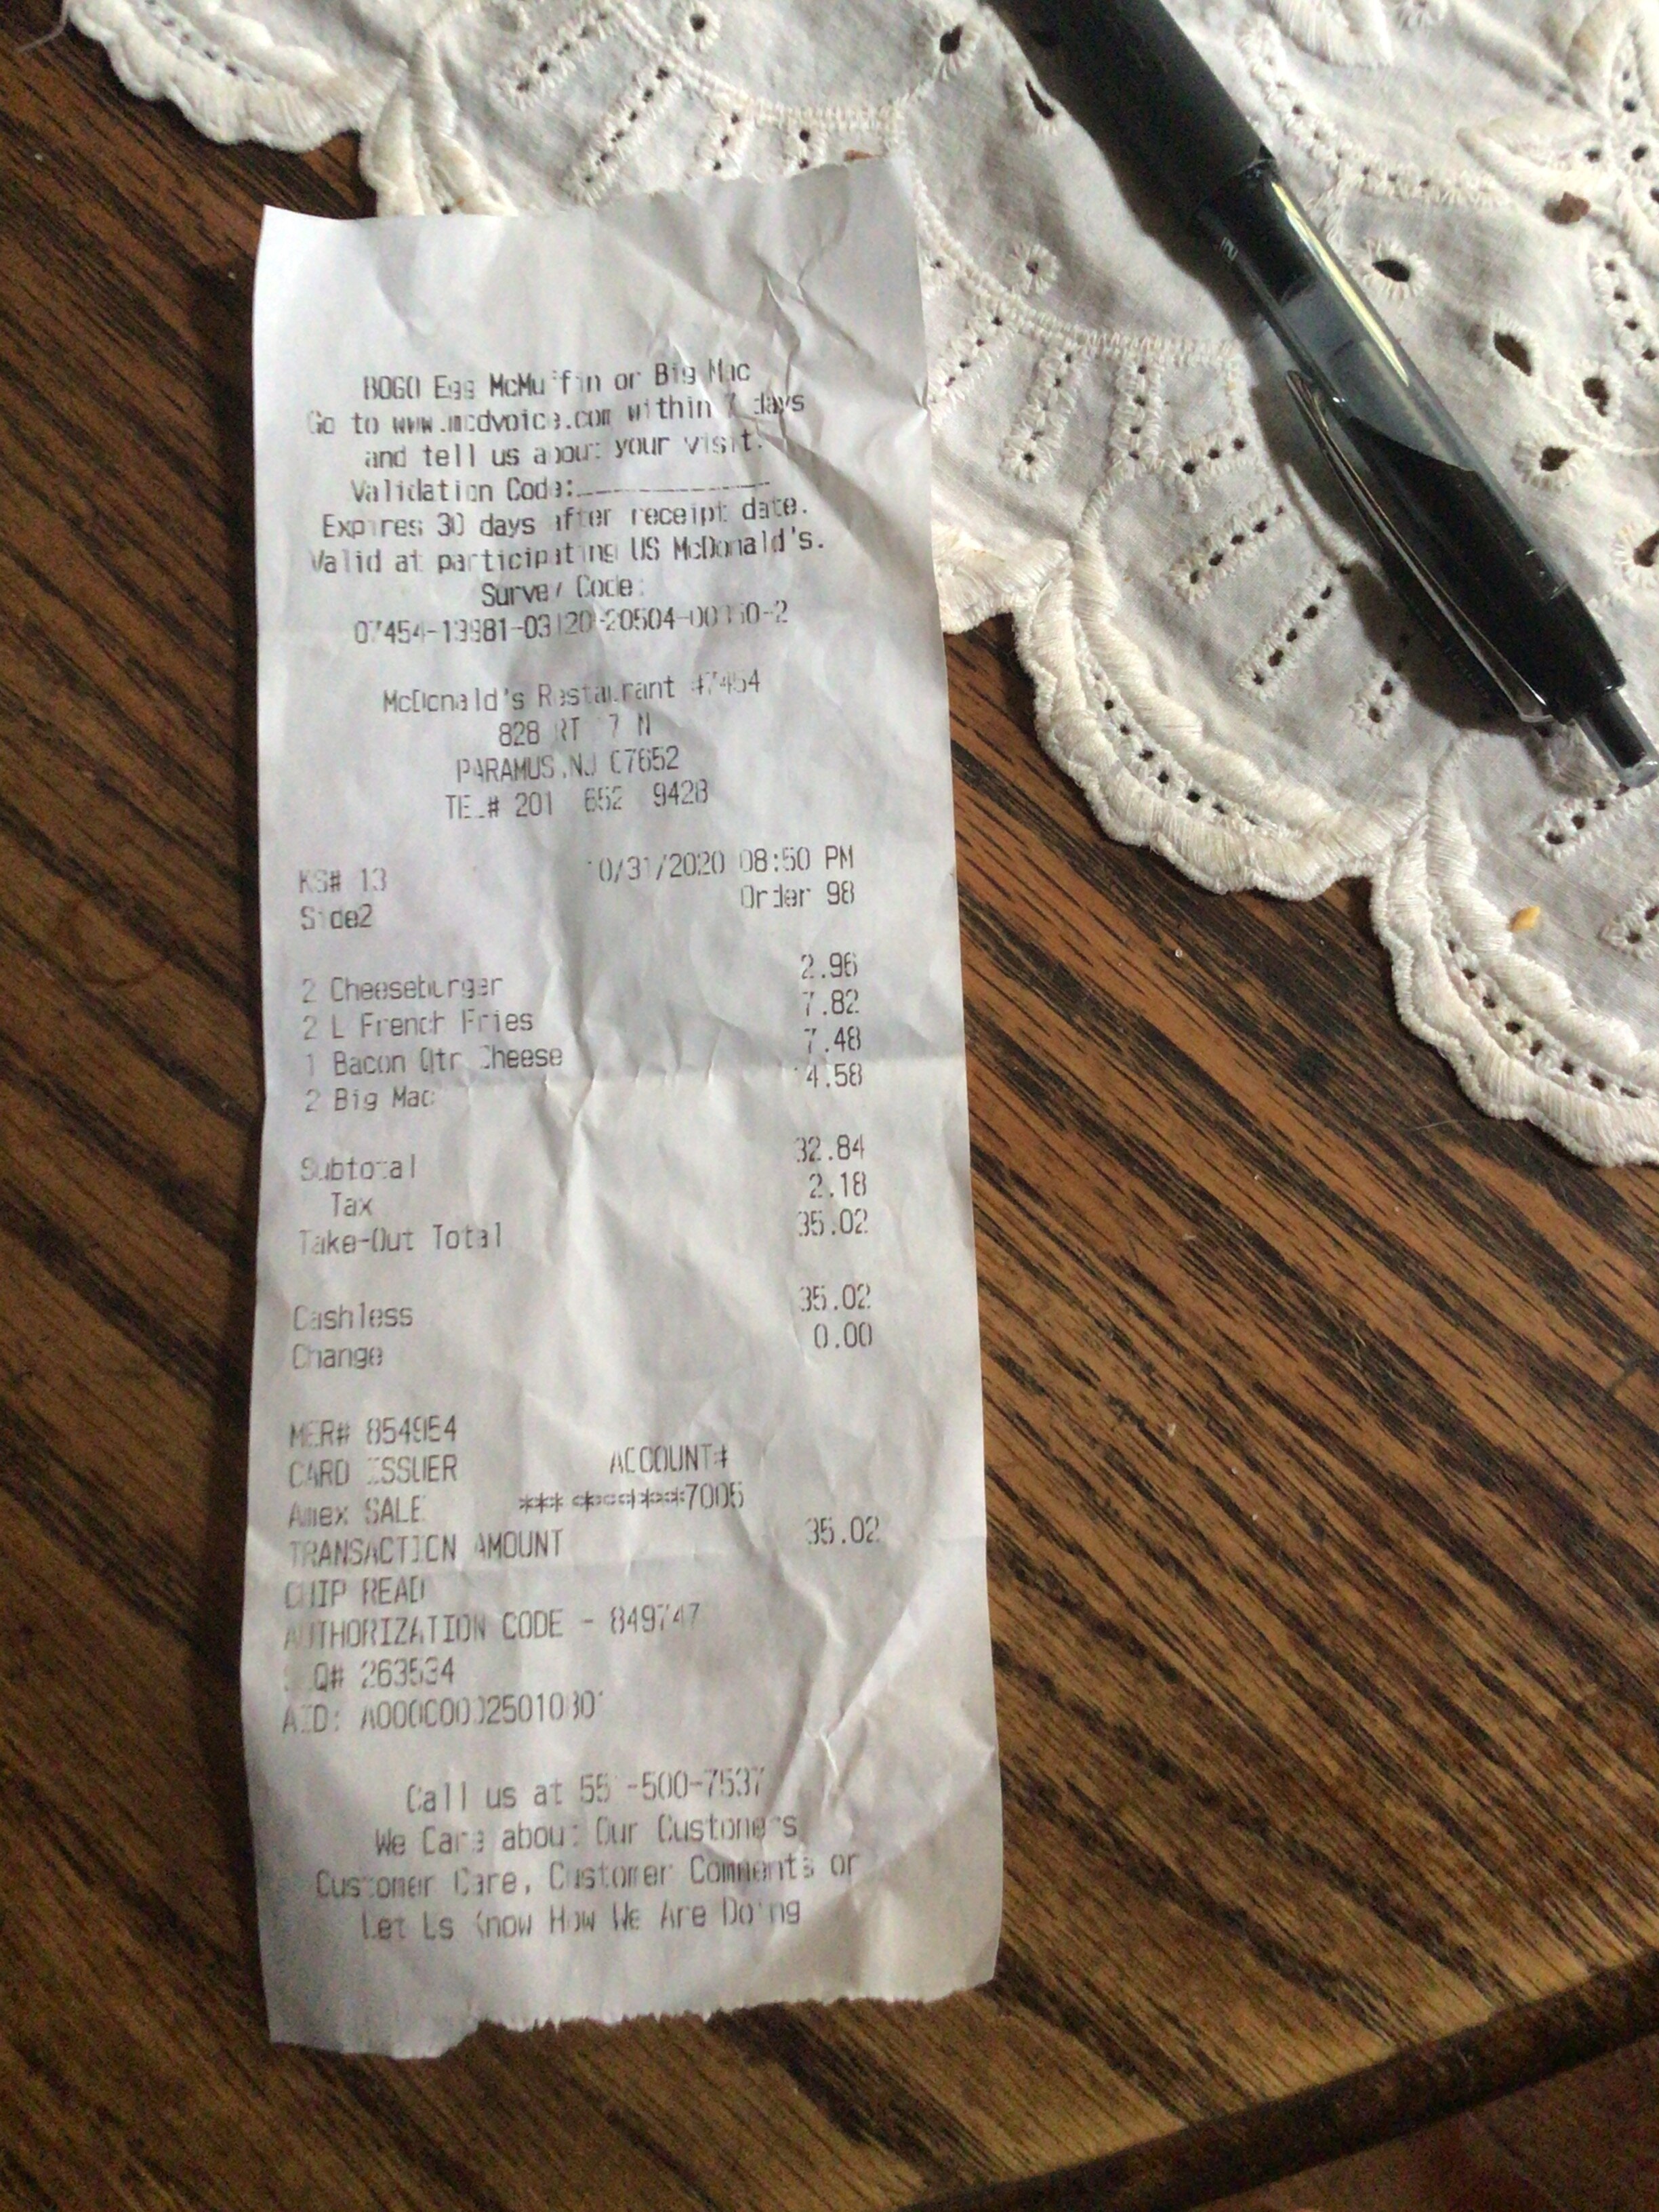 BOGO Egg McMuffin or Big Mac
Go to www.mcdvoice.com within 7 days
and tell us about your visit.
Validation Code:
Expires 30 days after receipt date.
Valid at participating US McDonald's.
Survey Code:
McDonald's Restaurant #7454
828 RT 17 N
PARAMUS,NJ 07652
TEL# 201 652 9428
KS# 13 10/31/2020 08:50 PM
Side2 Order 98
2 Cheeseburger 2.96
2 L French Fries 7.82
1 Bacon Qtr Cheese 7.48
2 Big Mac 14.58
Subtotal 32.84
Tax 2.18
Take-Out Total 35.02
Cashless 35.02
Change 0.00
MER# 854954
CARD ISSUER ACCOUNT#
Amex SALE ***********7005
TRANSACTION AMOUNT 35.02
CHIP READ
AUTHORIZATION CODE - 849747
SEQ# 263534
AID:
Call us at 551-500-7537
We Care about Our Customers
Customer Care, Customer Comments or
Let Us Know How We Are Doing